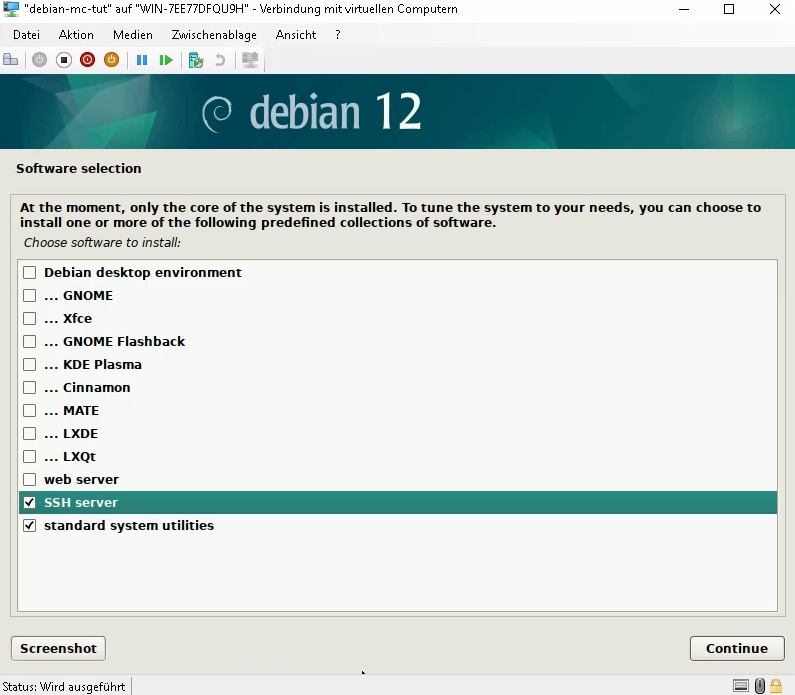 "debian-mc-tut" auf "WIN-7EE77DFQU9H" - Verbindung mit virtuellen Computern
Datei Aktion Medien Zwischenablage Ansicht ?
debian 12
Software selection
At the moment, only the core of the system is installed. To tune the system to your needs, you can choose to
install one or more of the following predefined collections of software.
Choose software to install:
Debian desktop environment
... GNOME
... Xfce
... GNOME Flashback
... KDE Plasma
... Cinnamon
... MATE
... LXDE
... LXQt
web server
SSH server
standard system utilities
Screenshot Continue
Status: Wird ausgeführt